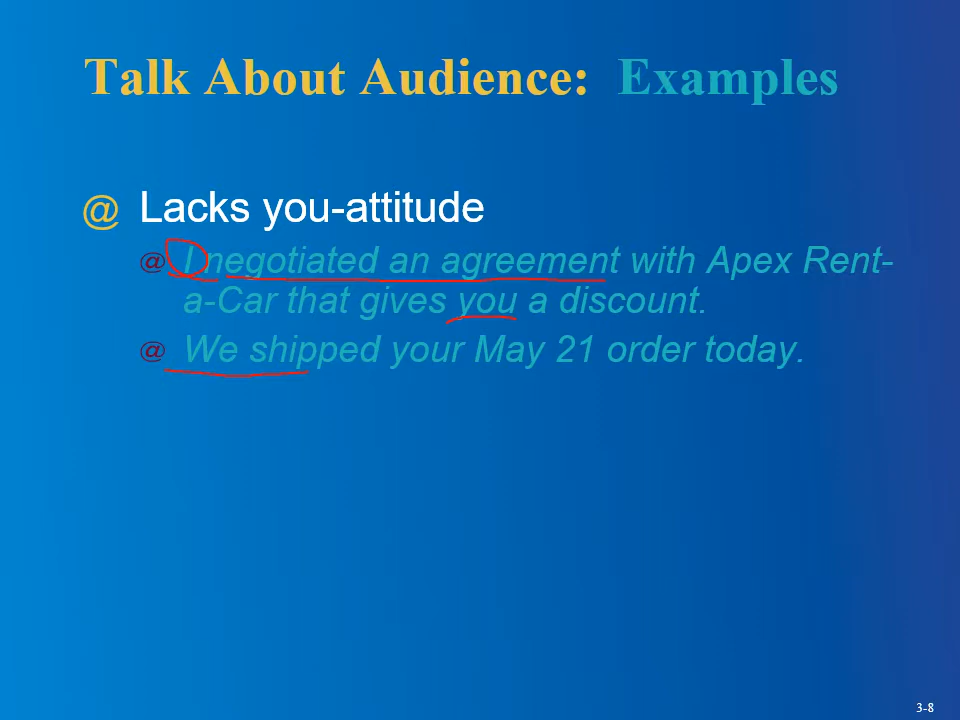 Talk About Audience: Examples
@ Lacks you-attitude
@ I negotiated an agreement with Apex Rent-
a-Car that gives you a discount.
@ We shipped your May 21 order today.
3-8